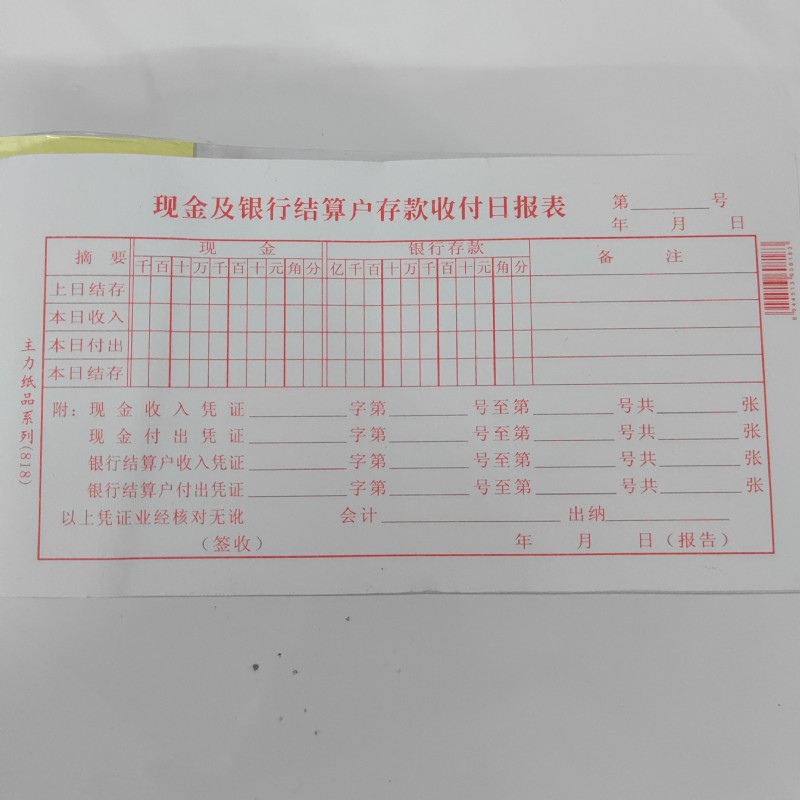 现金及银行结算户存款收付日报表
第 号
年 月 日
摘要 现金 银行存款 备注
千百十万千百十元角分 亿千百十万千百十元角分
上日结存
本日收入
本日付出
本日结存
附：现金收入凭证 字第 号至第 号共 张
现金付出凭证 字第 号至第 号共 张
银行结算户收入凭证 字第 号至第 号共 张
银行结算户付出凭证 字第 号至第 号共 张
以上凭证业经核对无讹 会计 出纳
（签收） 年 月 日（报告）
主力纸品系列(818)